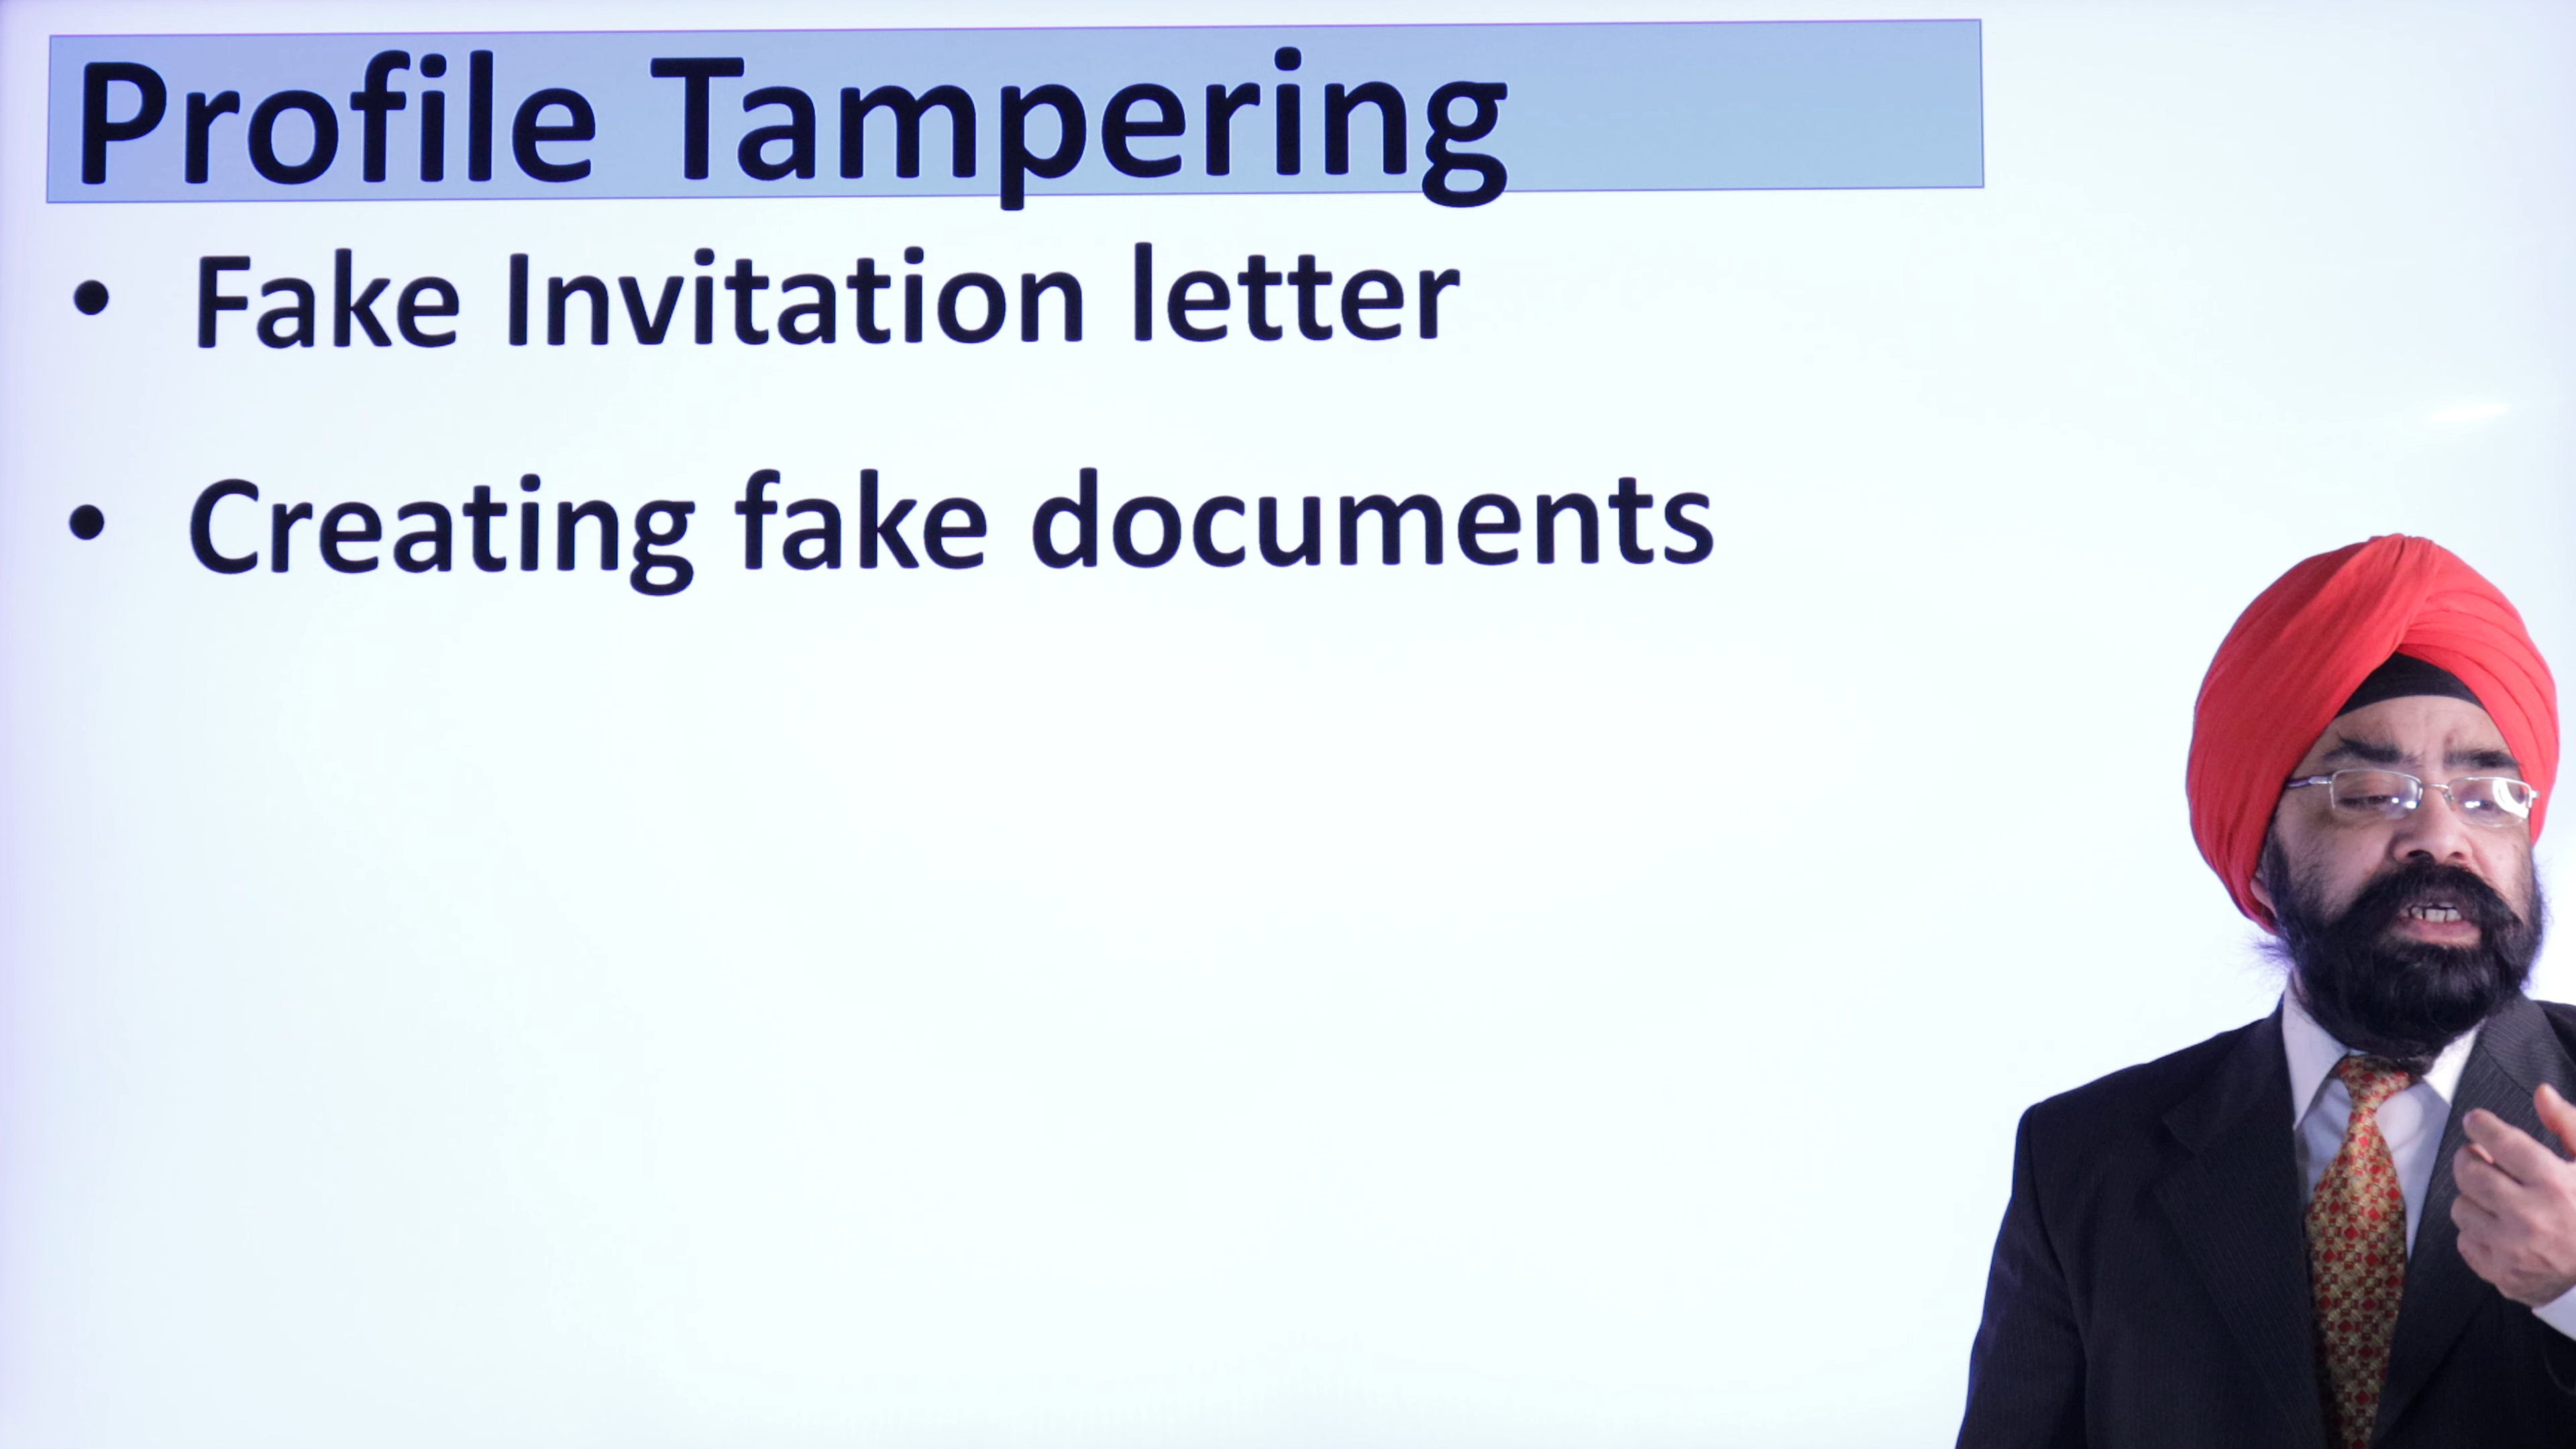 Profile Tampering
• Fake Invitation letter
• Creating fake documents